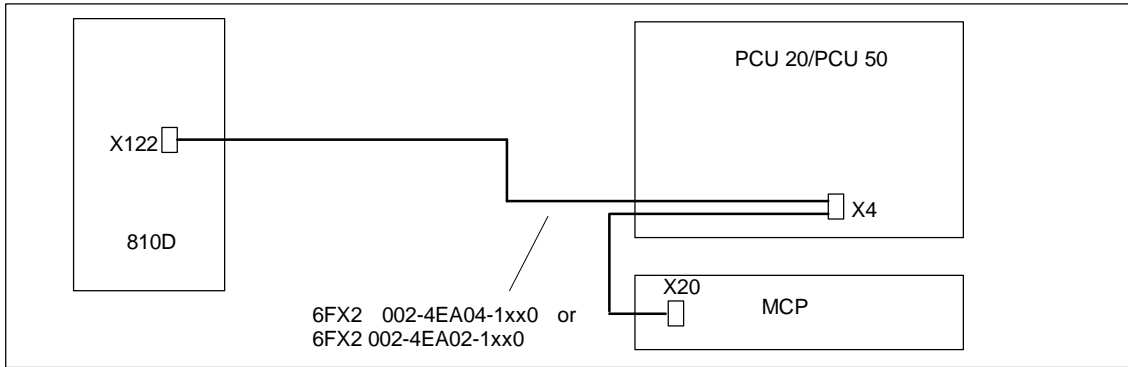 PCU 20/PCU 50
X122
X4
810D
X20
MCP
6FX2 002-4EA04-1xx0 or
6FX2 002-4EA02-1xx0